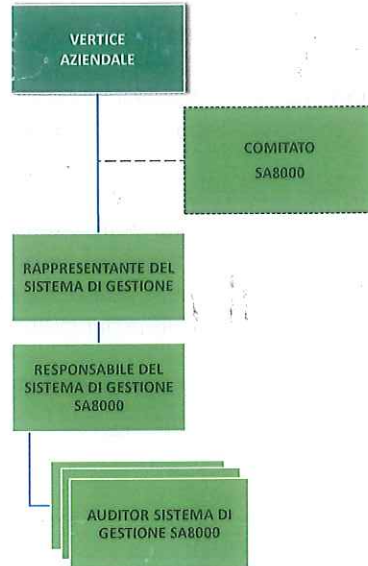 VERTICE
AZIENDALE
COMITATO
SA8000
RAPPRESENTANTE DEL
SISTEMA DI GESTIONE
RESPONSABILE DEL
SISTEMA DI GESTIONE
SA8000
AUDITOR SISTEMA DI
GESTIONE SA8000